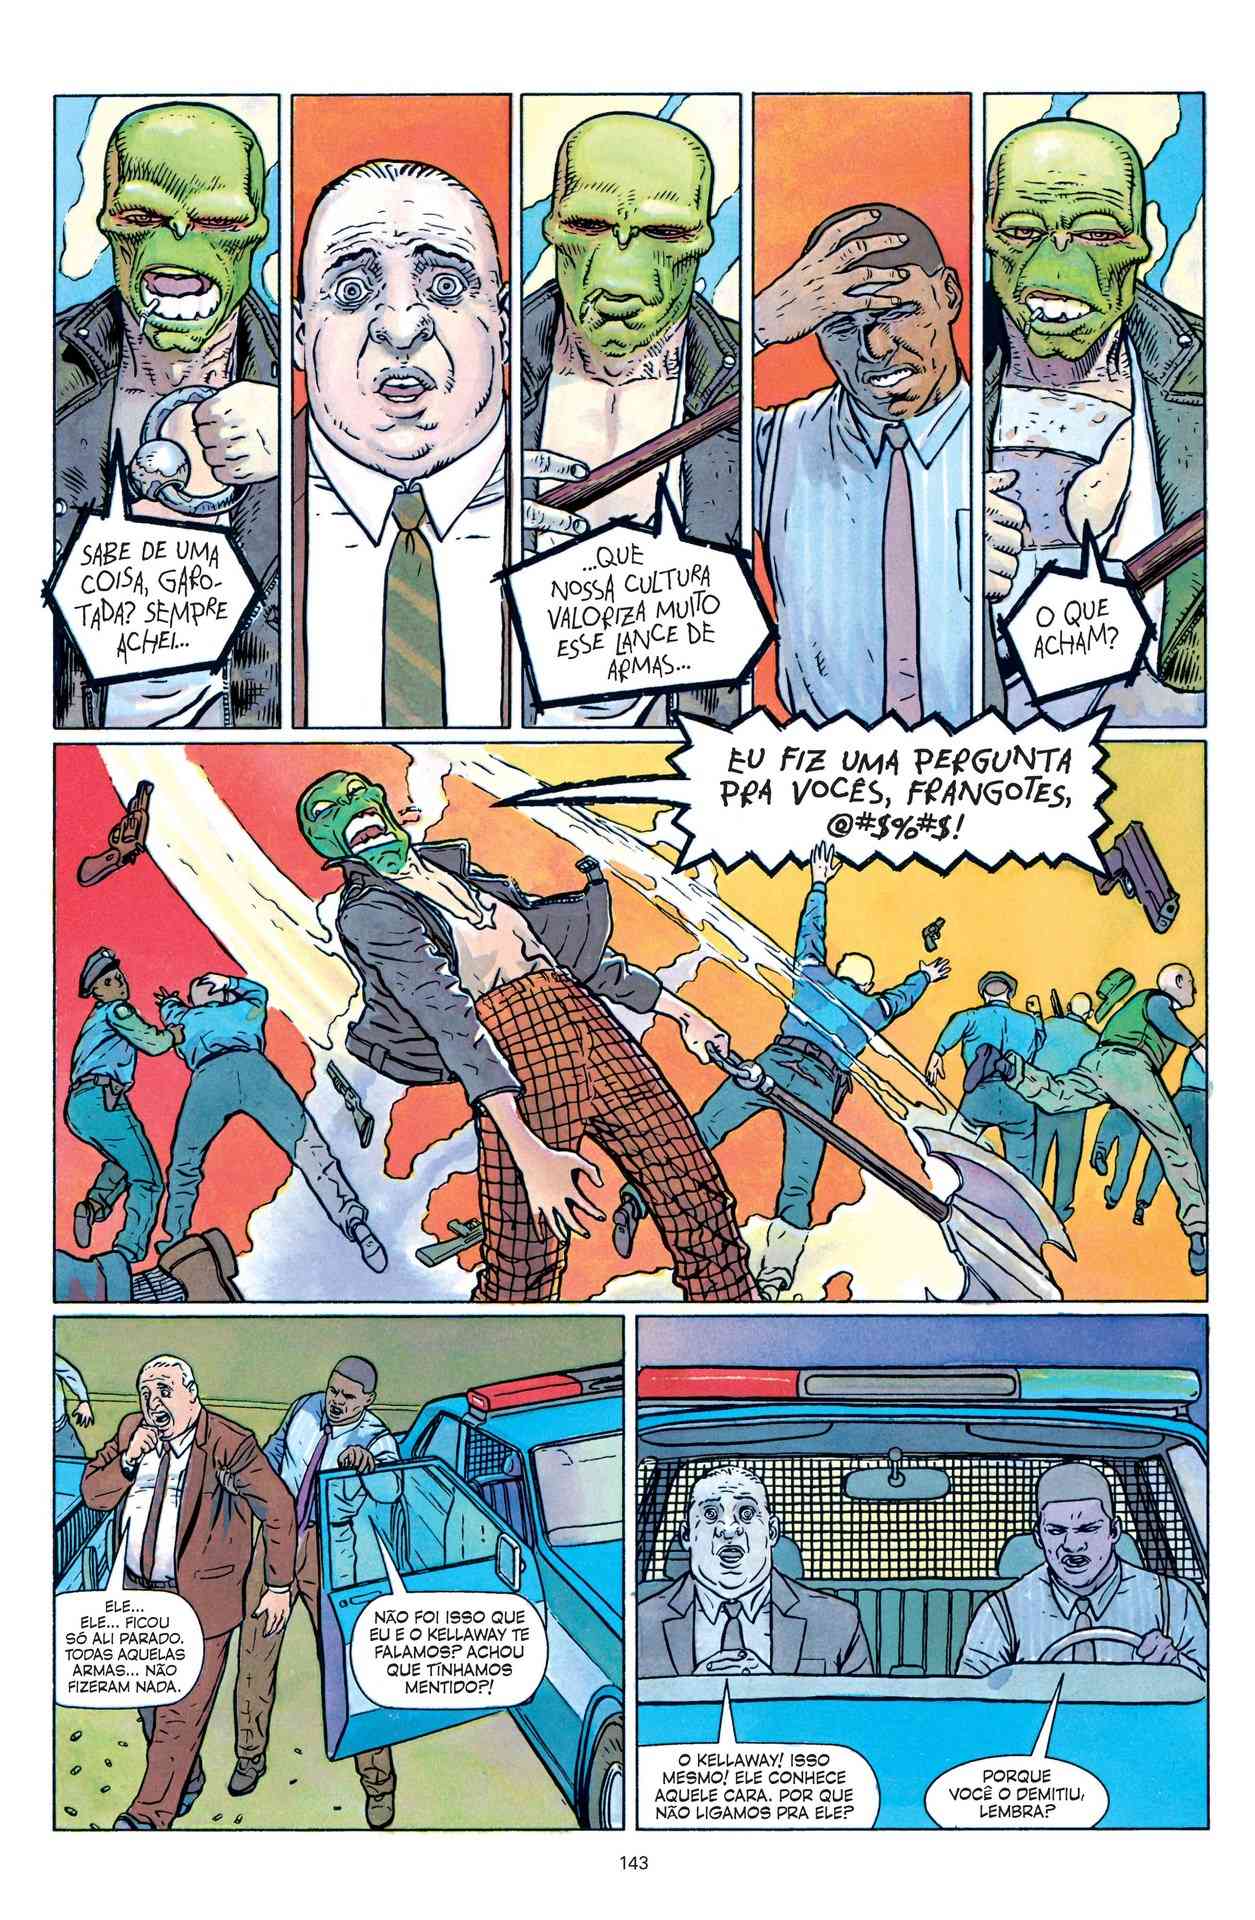 SABE DE UMA
COISA, GARO-
TADA? SEMPRE
ACHEI...
...QUE
NOSSA CULTURA
VALORIZA MUITO
ESSE LANCE DE
ARMAS...
O QUE
ACHAM?
EU FIZ UMA PERGUNTA
PRA VOCÊS, FRANGOTES,
@#$%#$!
ELE...
ELE... FICOU
SÓ ALI PARADO.
TODAS AQUELAS
ARMAS... NÃO
FIZERAM NADA.
NÃO FOI ISSO QUE
EU E O KELLAWAY TE
FALAMOS? ACHOU
QUE TÍNHAMOS
MENTIDO?!
O KELLAWAY! ISSO
MESMO! ELE CONHECE
AQUELE CARA. POR QUE
NÃO LIGAMOS PRA ELE?
PORQUE
VOCÊ O DEMITIU,
LEMBRA?
143